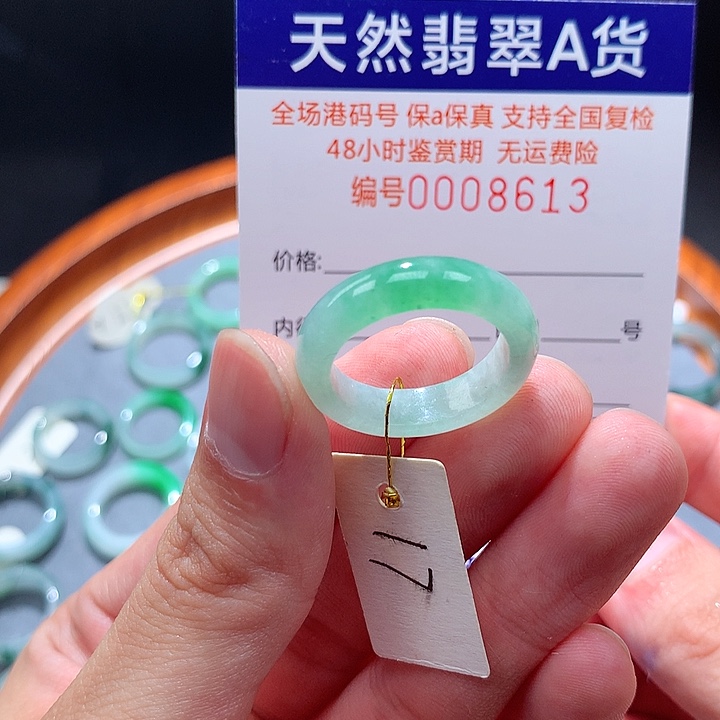 天然翡翠A货
全场港码号 保a保真 支持全国复检
48小时鉴赏期 无运费险
编号0008613
价格:
内
号
17